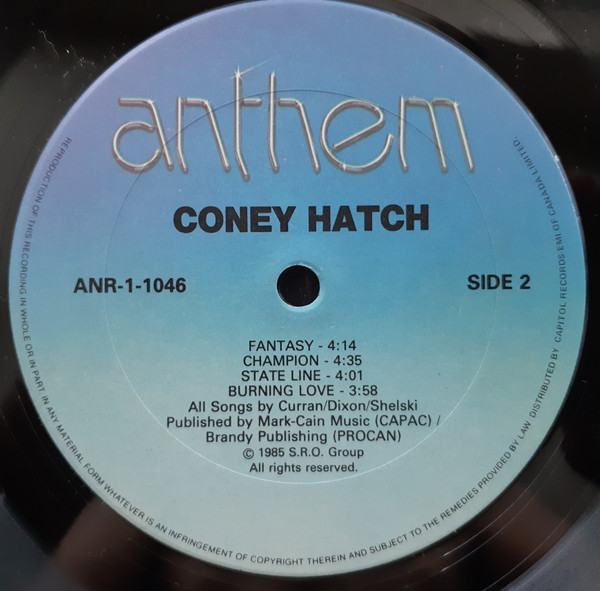 anthem
CONEY HATCH
ANR-1-1046
SIDE 2
FANTASY - 4:14
CHAMPION - 4:35
STATE LINE - 4:01
BURNING LOVE - 3:58
All Songs by Curran/Dixon/Shelski
Published by Mark-Cain Music (CAPAC) /
Brandy Publishing (PROCAN)
© 1985 S.R.O. Group
All rights reserved.
REPRODUCTION OF THIS RECORDING IN WHOLE OR IN PART IN ANY MATERIAL FORM WHATEVER IS AN INFRINGEMENT OF COPYRIGHT THEREIN AND SUBJECT TO THE REMEDIES PROVIDED BY LAW DISTRIBUTED BY CAPITOL RECORDS EMI OF CANADA LIMITED.